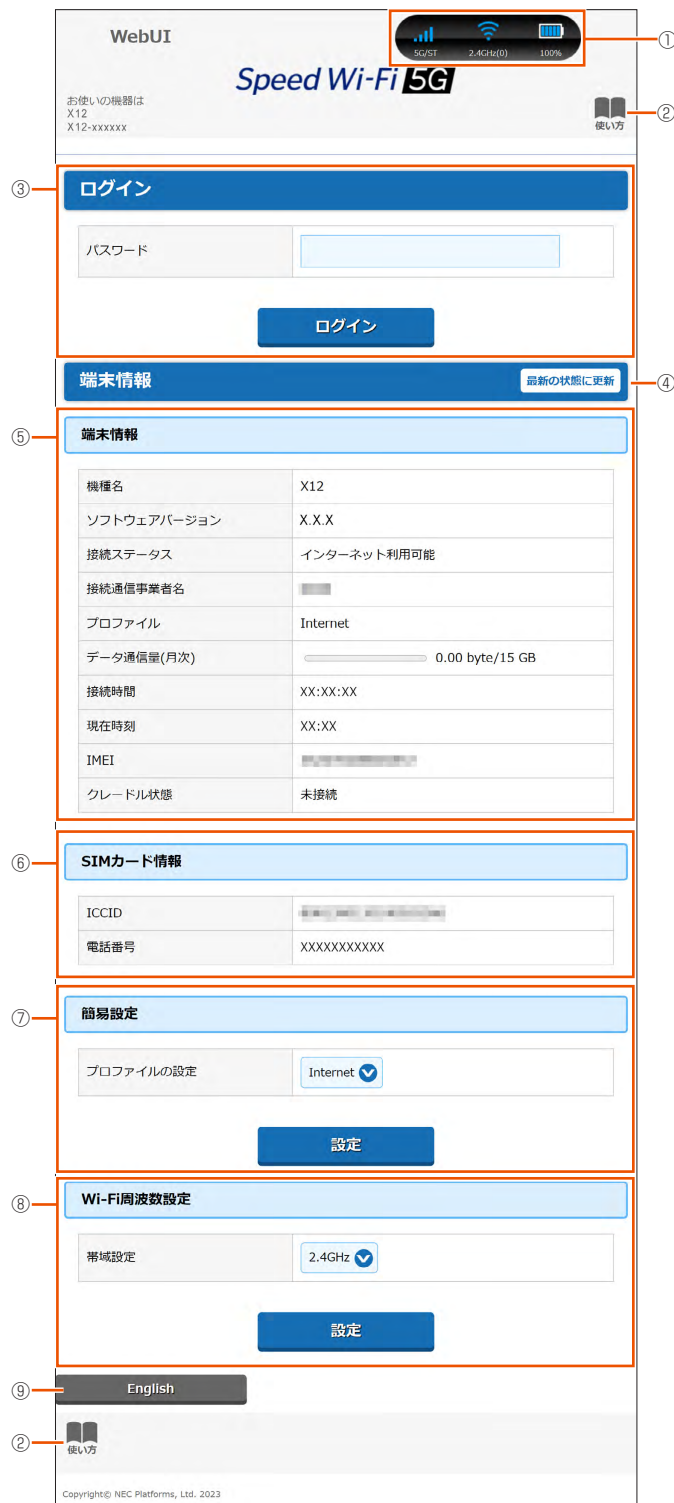 WebUI
5G/ST 2.4GHz(0) 100%
①
Speed Wi-Fi 5G
お使いの機器は
X12
X12-xxxxxx
使い方
②
③
ログイン
パスワード
ログイン
端末情報 最新の状態に更新
④
⑤
端末情報
機種名 X12
ソフトウェアバージョン X.X.X
接続ステータス インターネット利用可能
接続通信事業者名
プロファイル Internet
データ通信量(月次) 0.00 byte/15 GB
接続時間 XX:XX:XX
現在時刻 XX:XX
IMEI
クレードル状態 未接続
⑥
SIMカード情報
ICCID
電話番号 XXXXXXXXXXX
⑦
簡易設定
プロファイルの設定 Internet
設定
⑧
Wi-Fi周波数設定
帯域設定 2.4GHz
設定
⑨
English
②
使い方
Copyright© NEC Platforms, Ltd. 2023